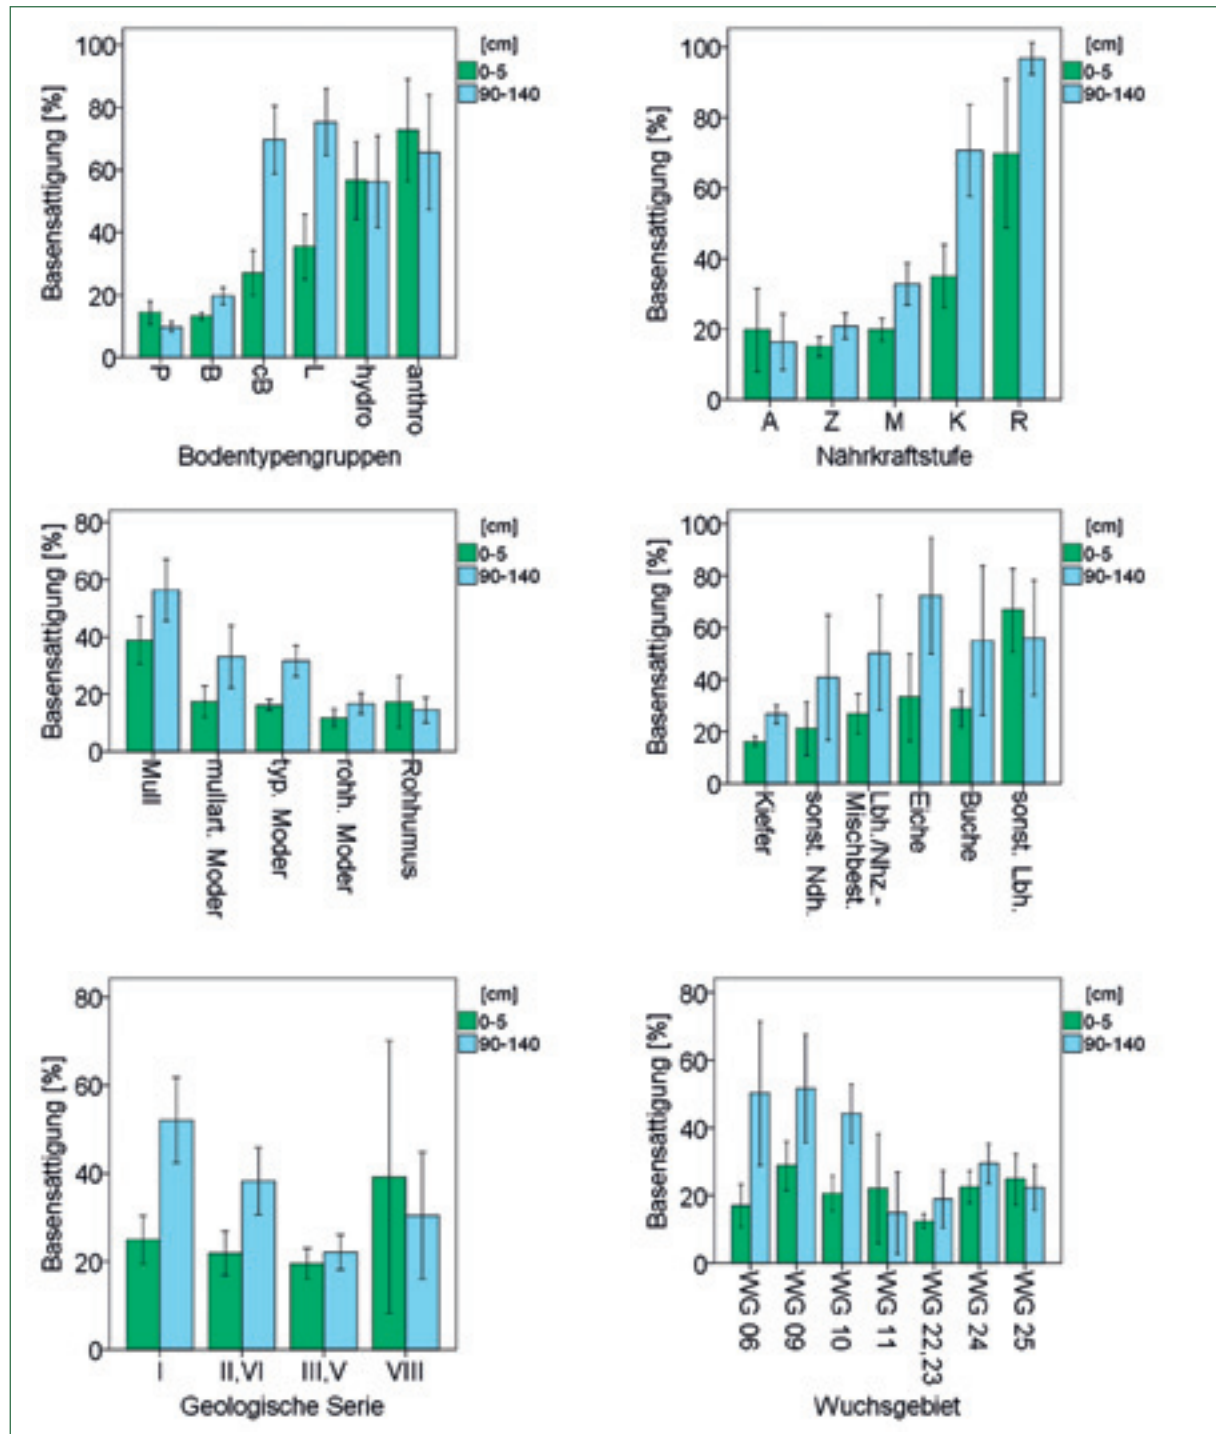 Basensättigung [%]
100
80
60
40
20
0
[cm]
0-5
90-140
P
B
cB
L
hydro
anthro
Bodentypengruppen
Basensättigung [%]
100
80
60
40
20
0
[cm]
0-5
90-140
A Z M K R
Nährkraftstufe
Basensättigung [%]
80
60
40
20
0
[cm]
0-5
90-140
Mull
mullart. Moder
typ. Moder
rohh. Moder
Rohhumus
Basensättigung [%]
100
80
60
40
20
0
[cm]
0-5
90-140
Kiefer
sonst. Ndh.
Lbh./Nhz.-
Mischbest.
Eiche
Buche
sonst. Lbh.
Basensättigung [%]
80
60
40
20
0
[cm]
0-5
90-140
I II,VI III,V VIII
Geologische Serie
Basensättigung [%]
80
60
40
20
0
[cm]
0-5
90-140
WG 06
WG 09
WG 10
WG 11
WG 22,23
WG 24
WG 25
Wuchsgebiet